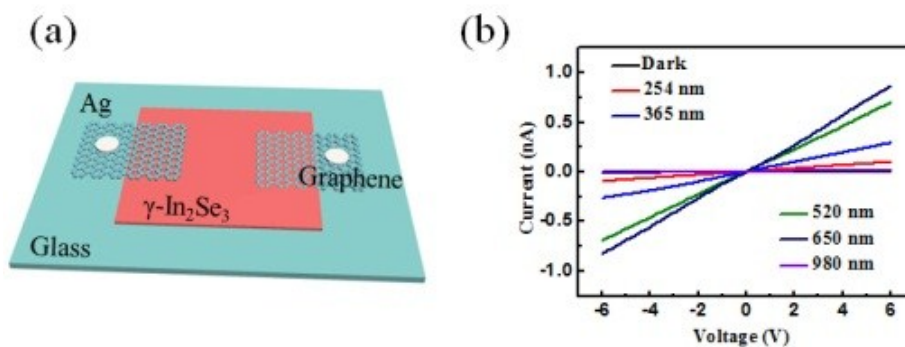 (a)
Ag
Graphene
γ-In₂Se₃
Glass
(b)
Current (nA)
1.0
0.5
0.0
-0.5
-1.0
Dark
254 nm
365 nm
520 nm
650 nm
980 nm
-6 -4 -2 0 2 4 6
Voltage (V)